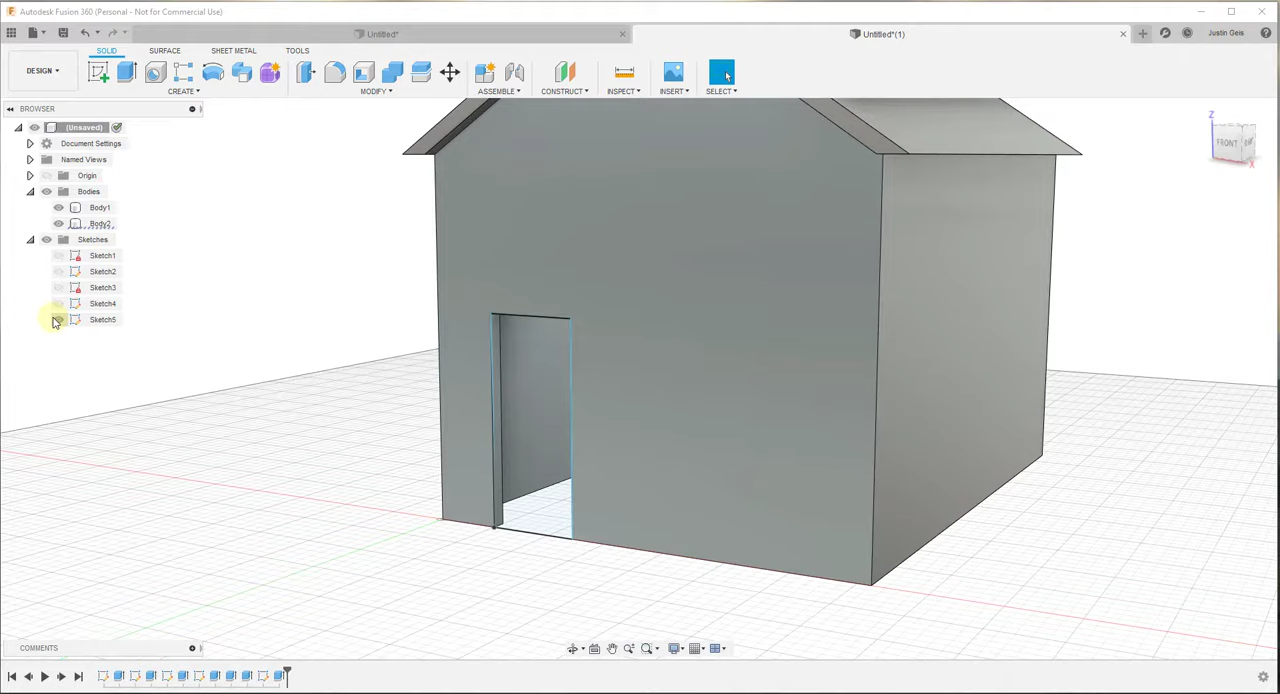 Autodesk Fusion 360 (Personal - Not for Commercial Use)
Untitled*
Untitled*(1)
Justin Geis
DESIGN
SOLID
SURFACE
SHEET METAL
TOOLS
CREATE
MODIFY
ASSEMBLE
CONSTRUCT
INSPECT
INSERT
SELECT
BROWSER
(Unsaved)
Document Settings
Named Views
Origin
Bodies
Body1
Body2
Sketches
Sketch1
Sketch2
Sketch3
Sketch4
Sketch5
Z
FRONT
X
COMMENTS